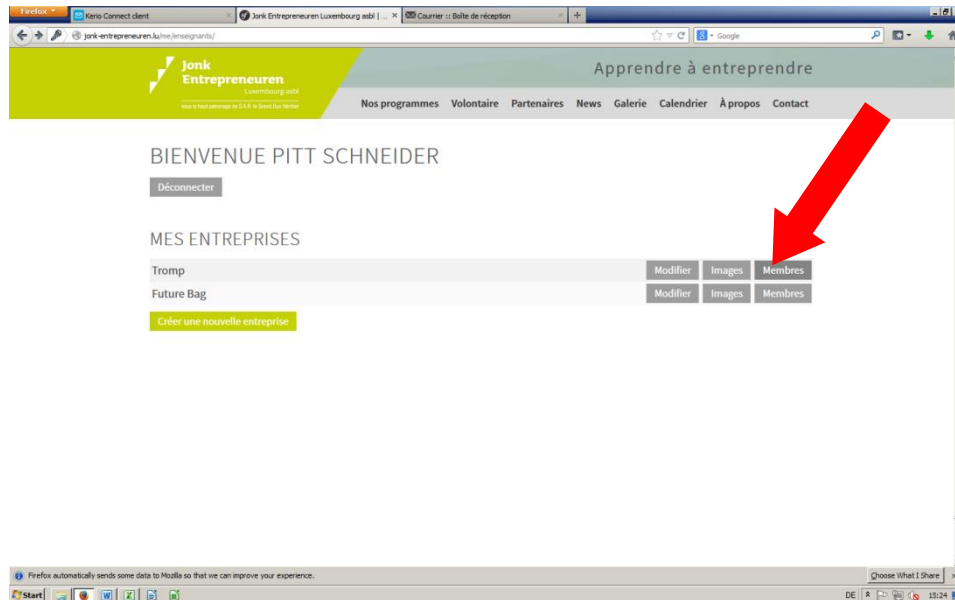 Firefox
Kerio Connect client
Jonk Entrepreneuren Luxembourg asbl | ...
Courrier :: Boîte de réception
jonk-entrepreneuren.lu/me/enseignants/
Google
Jonk
Entrepreneuren
Luxembourg asbl
Apprendre à entreprendre
Nos programmes Volontaire Partenaires News Galerie Calendrier À propos Contact
BIENVENUE PITT SCHNEIDER
Déconnecter
MES ENTREPRISES
Tromp Modifier Images Membres
Future Bag Modifier Images Membres
Créer une nouvelle entreprise
Firefox automatically sends some data to Mozilla so that we can improve your experience. Choose What I Share
Start DE 15:24